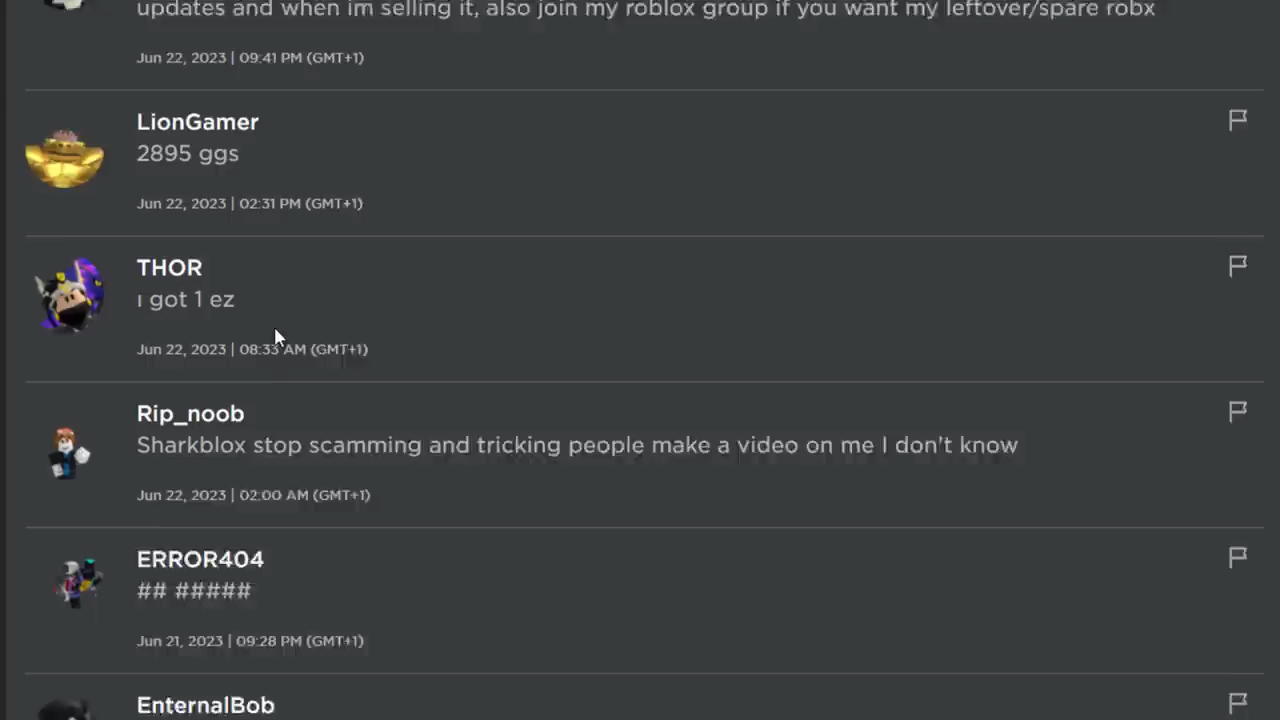 updates and when im selling it, also join my roblox group if you want my leftover/spare robx
Jun 22, 2023 | 09:41 PM (GMT+1)
LionGamer
2895 ggs
Jun 22, 2023 | 02:31 PM (GMT+1)
THOR
ı got 1 ez
Jun 22, 2023 | 08:33 AM (GMT+1)
Rip_noob
Sharkblox stop scamming and tricking people make a video on me I don't know
Jun 22, 2023 | 02:00 AM (GMT+1)
ERROR404
## #####
Jun 21, 2023 | 09:28 PM (GMT+1)
EnternalBob